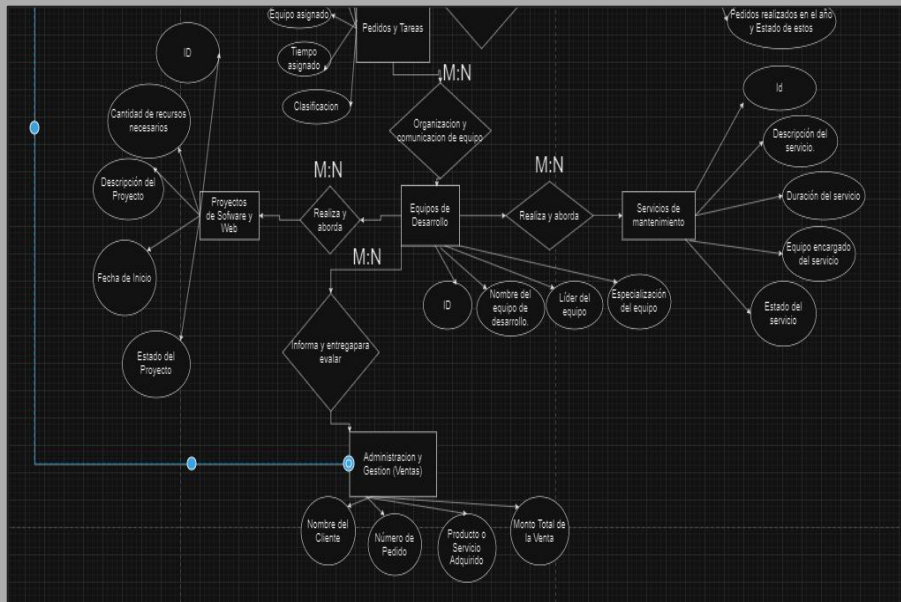 Equipo asignado
Pedidos y Tareas
Pedidos realizados en el año
y Estado de estos
ID
Tiempo
asignado
M:N
Clasificacion
Id
Cantidad de recursos
necesarios
Organizacion y
comunicacion de equipo
Descripción del
servicio.
M:N
M:N
Descripción del
Proyecto
Proyectos
de Sofware y
Web
Realiza y
aborda
Equipos de
Desarrollo
Realiza y
aborda
Servicios de
mantenimiento
Duración del servicio
M:N
Equipo encargado
del servicio
Fecha de Inicio
ID
Nombre del
equipo de
desarrollo.
Líder del
equipo
Especialización
del equipo
Estado del
servicio
Informa y entregapara
evalar
Estado del
Proyecto
Administracion y
Gestion (Ventas)
Nombre del
Cliente
Número de
Pedido
Producto o
Servicio
Adquirido
Monto Total de
la Venta